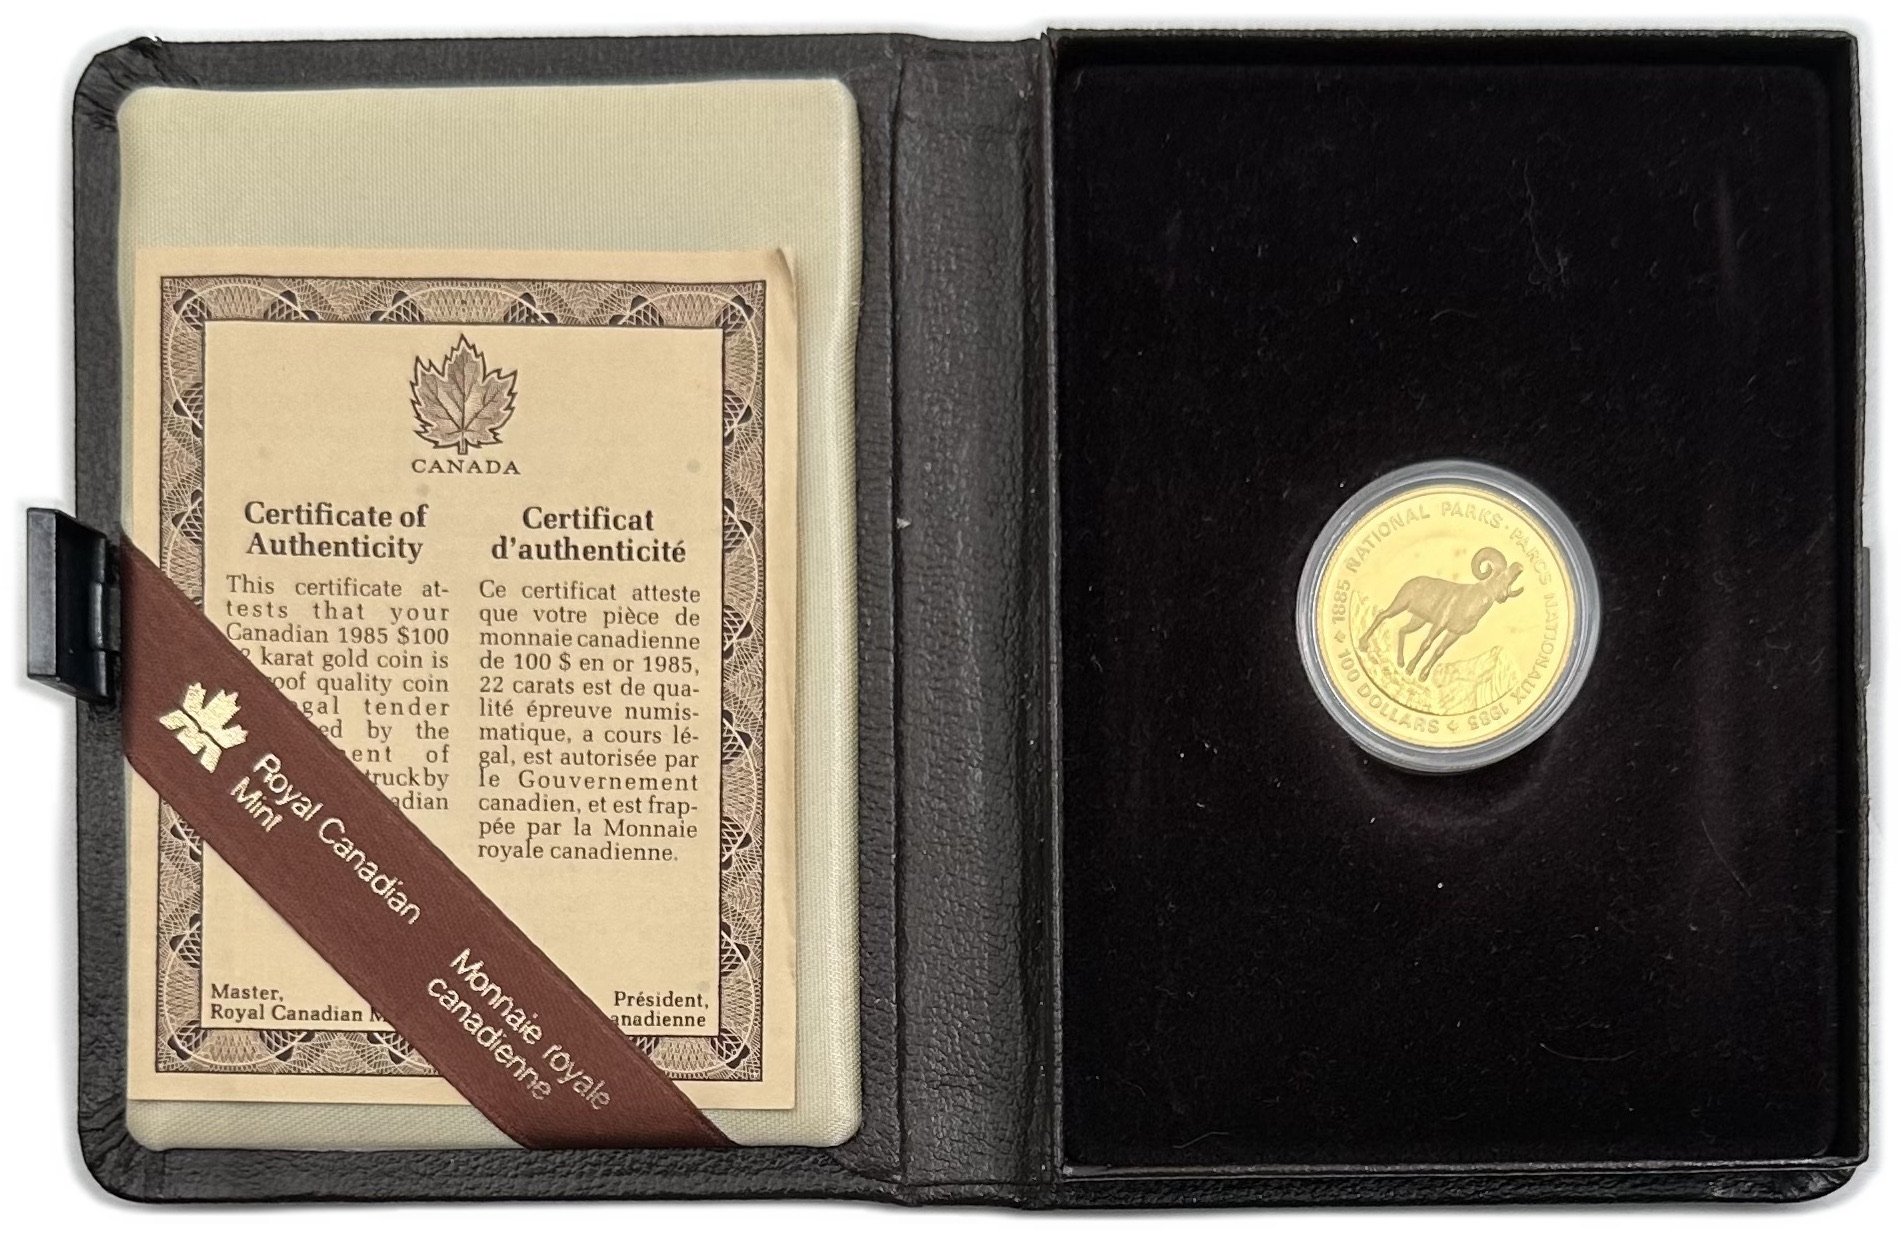 CANADA
Certificate of
Authenticity
This certificate at-
tests that your
Canadian 1985 $100
karat gold coin is
quality coin
tender
by the
of
by
Certificat
d'authenticité
Ce certificat atteste
que votre pièce de
monnaie canadienne
de 100 $ en or 1985,
22 carats est de qua-
lité épreuve numis-
matique, a cours lé-
gal, est autorisée par
le Gouvernement
canadien, et est frap-
pée par la Monnaie
royale canadienne.
Master,
Royal Canadian
Président,
Royal Canadian
Mint
Monnaie royale
canadienne
1885 NATIONAL PARKS · PARCS NATIONAUX 1985
100 DOLLARS